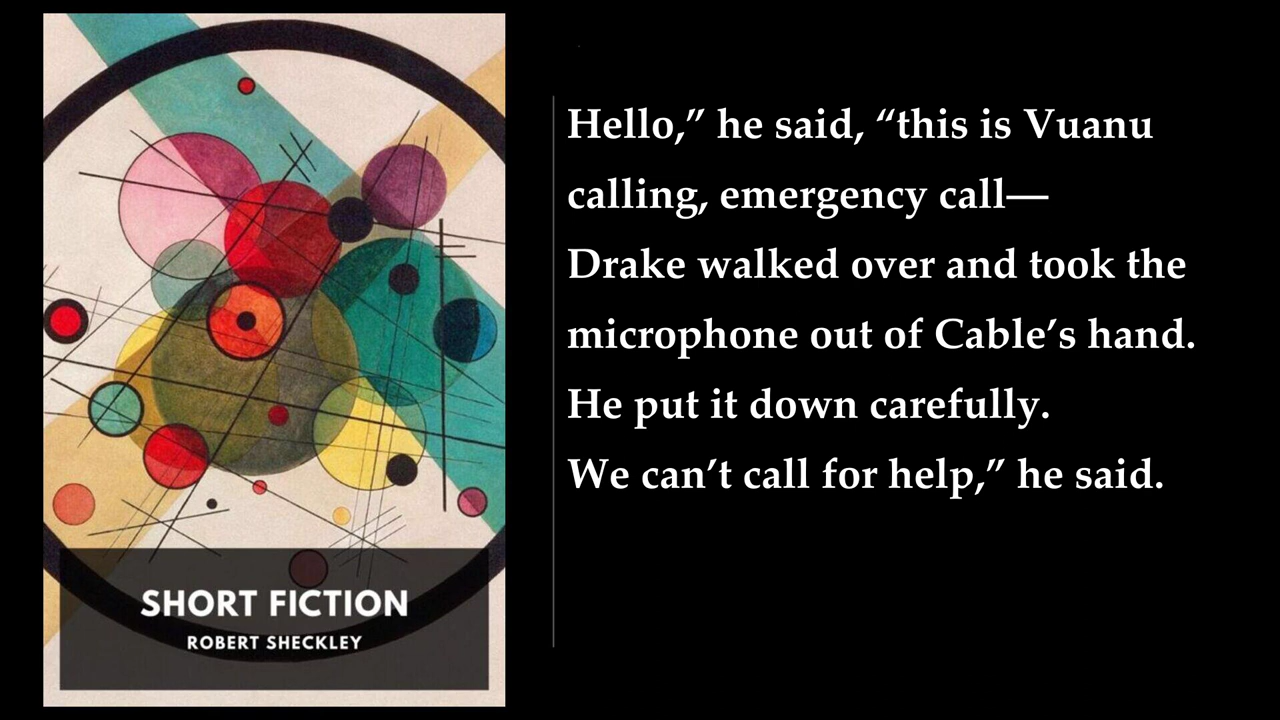 SHORT FICTION
ROBERT SHECKLEY
Hello,” he said, “this is Vuanu
calling, emergency call—
Drake walked over and took the
microphone out of Cable’s hand.
He put it down carefully.
We can’t call for help,” he said.